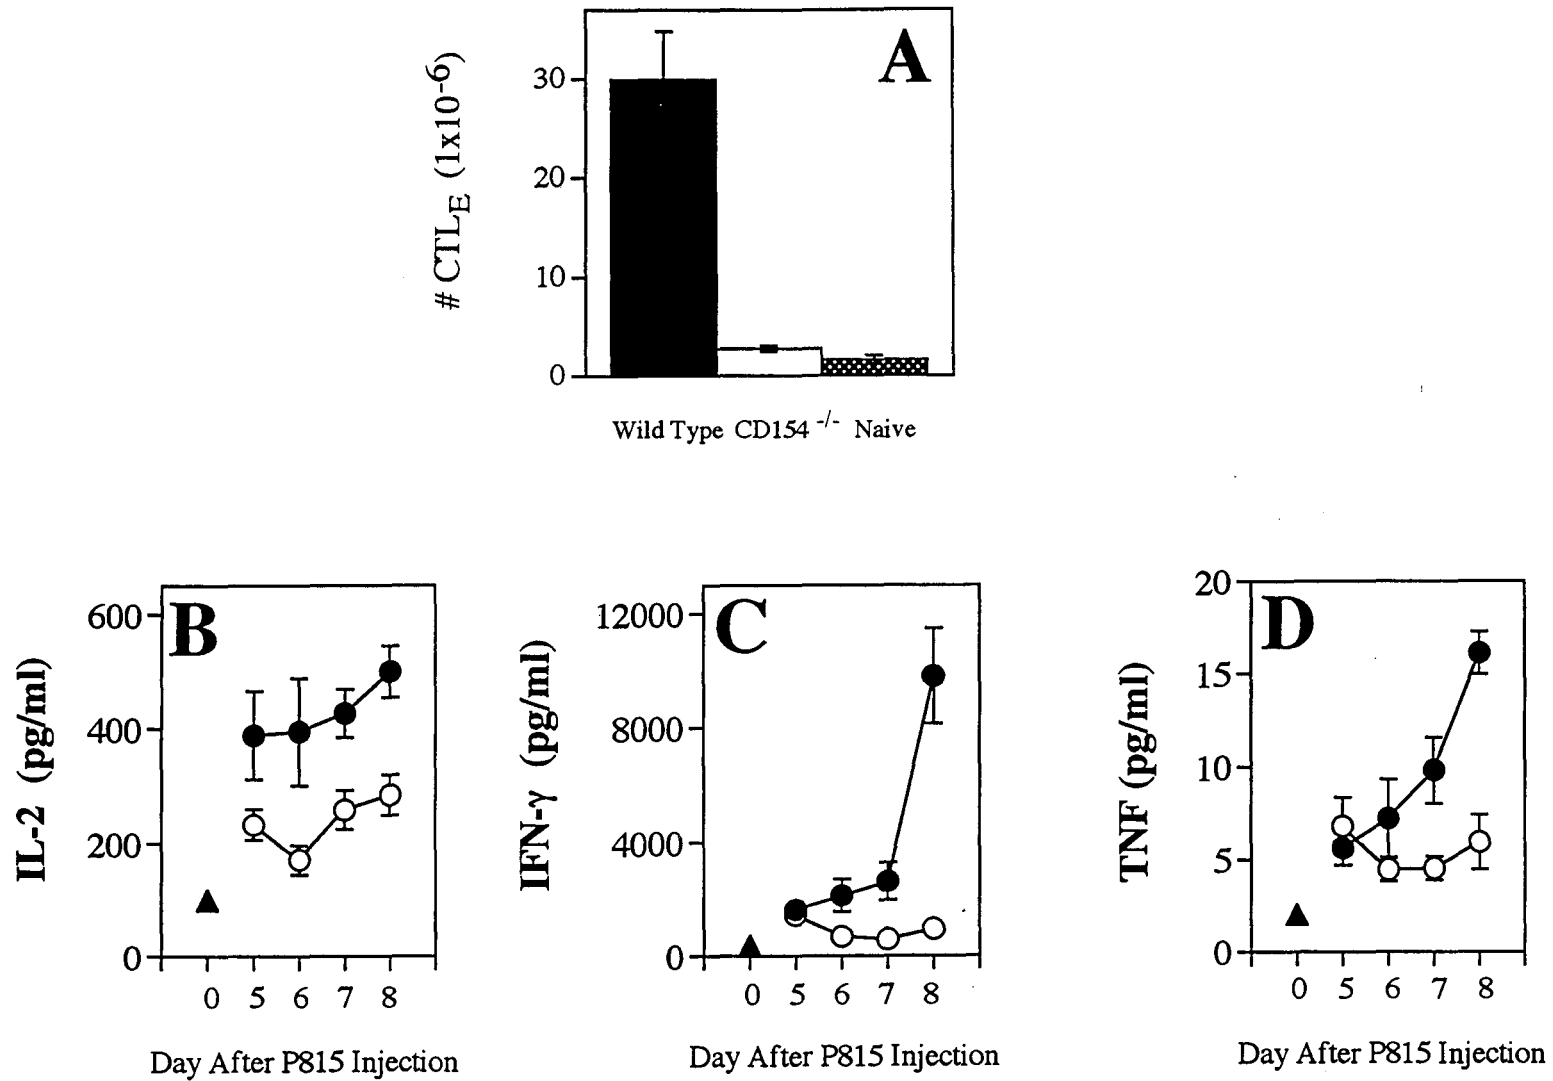 A
# CTLE (1x10-6)
30
20
10
0
Wild Type CD154 -/- Naive
B
IL-2 (pg/ml)
600
400
200
0
0 5 6 7 8
Day After P815 Injection
C
IFN-γ (pg/ml)
12000
8000
4000
0
0 5 6 7 8
Day After P815 Injection
D
TNF (pg/ml)
20
15
10
5
0
0 5 6 7 8
Day After P815 Injection